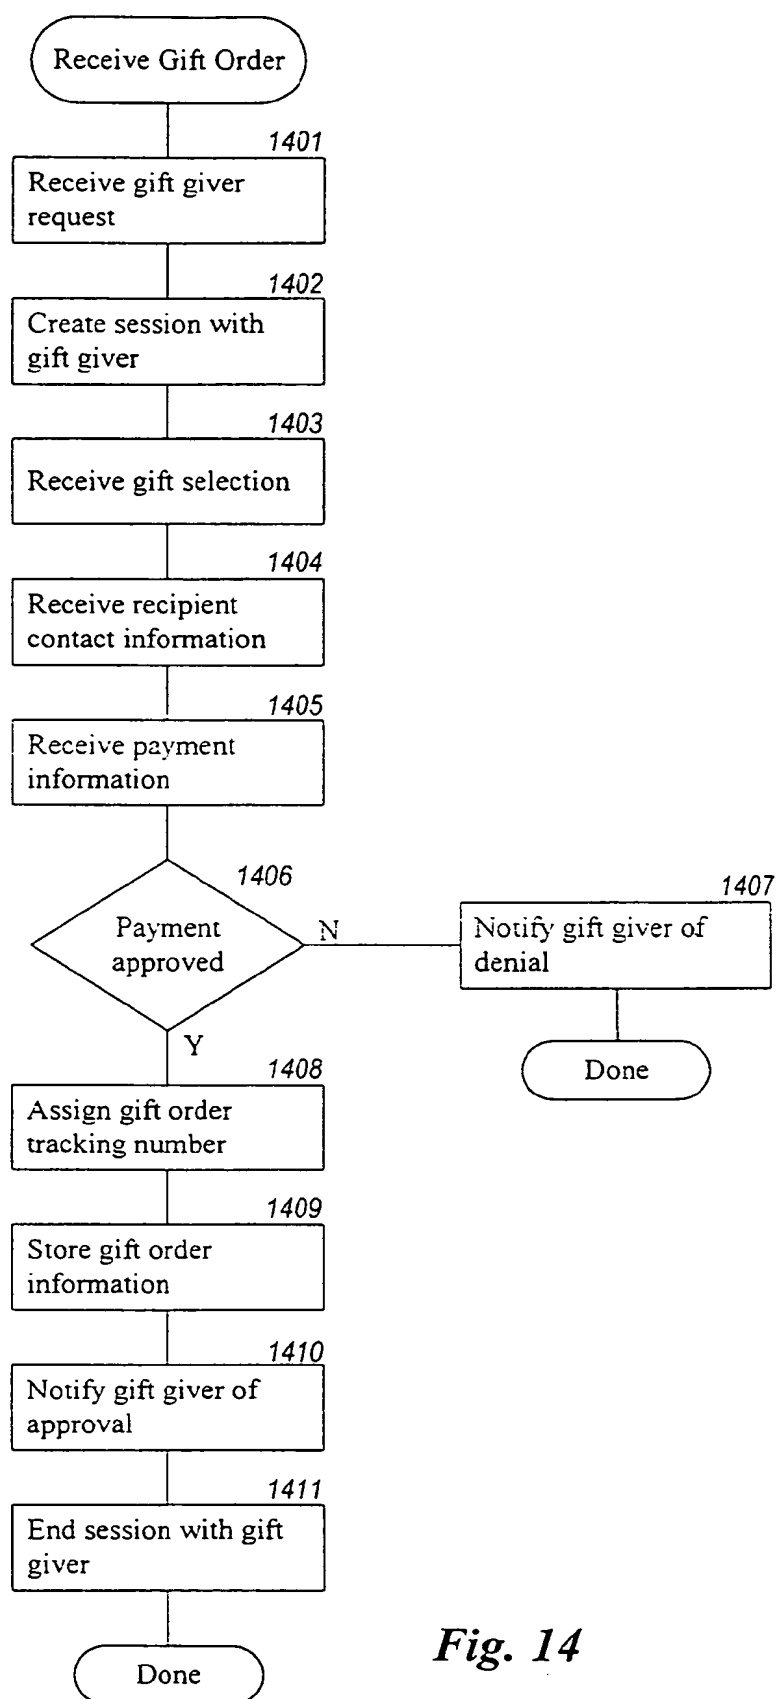 Receive Gift Order
1401
Receive gift giver
request
1402
Create session with
gift giver
1403
Receive gift selection
1404
Receive recipient
contact information
1405
Receive payment
information
1406
Payment
approved
N
1407
Notify gift giver of
denial
Done
Y
1408
Assign gift order
tracking number
1409
Store gift order
information
1410
Notify gift giver of
approval
1411
End session with gift
giver
Done
Fig. 14